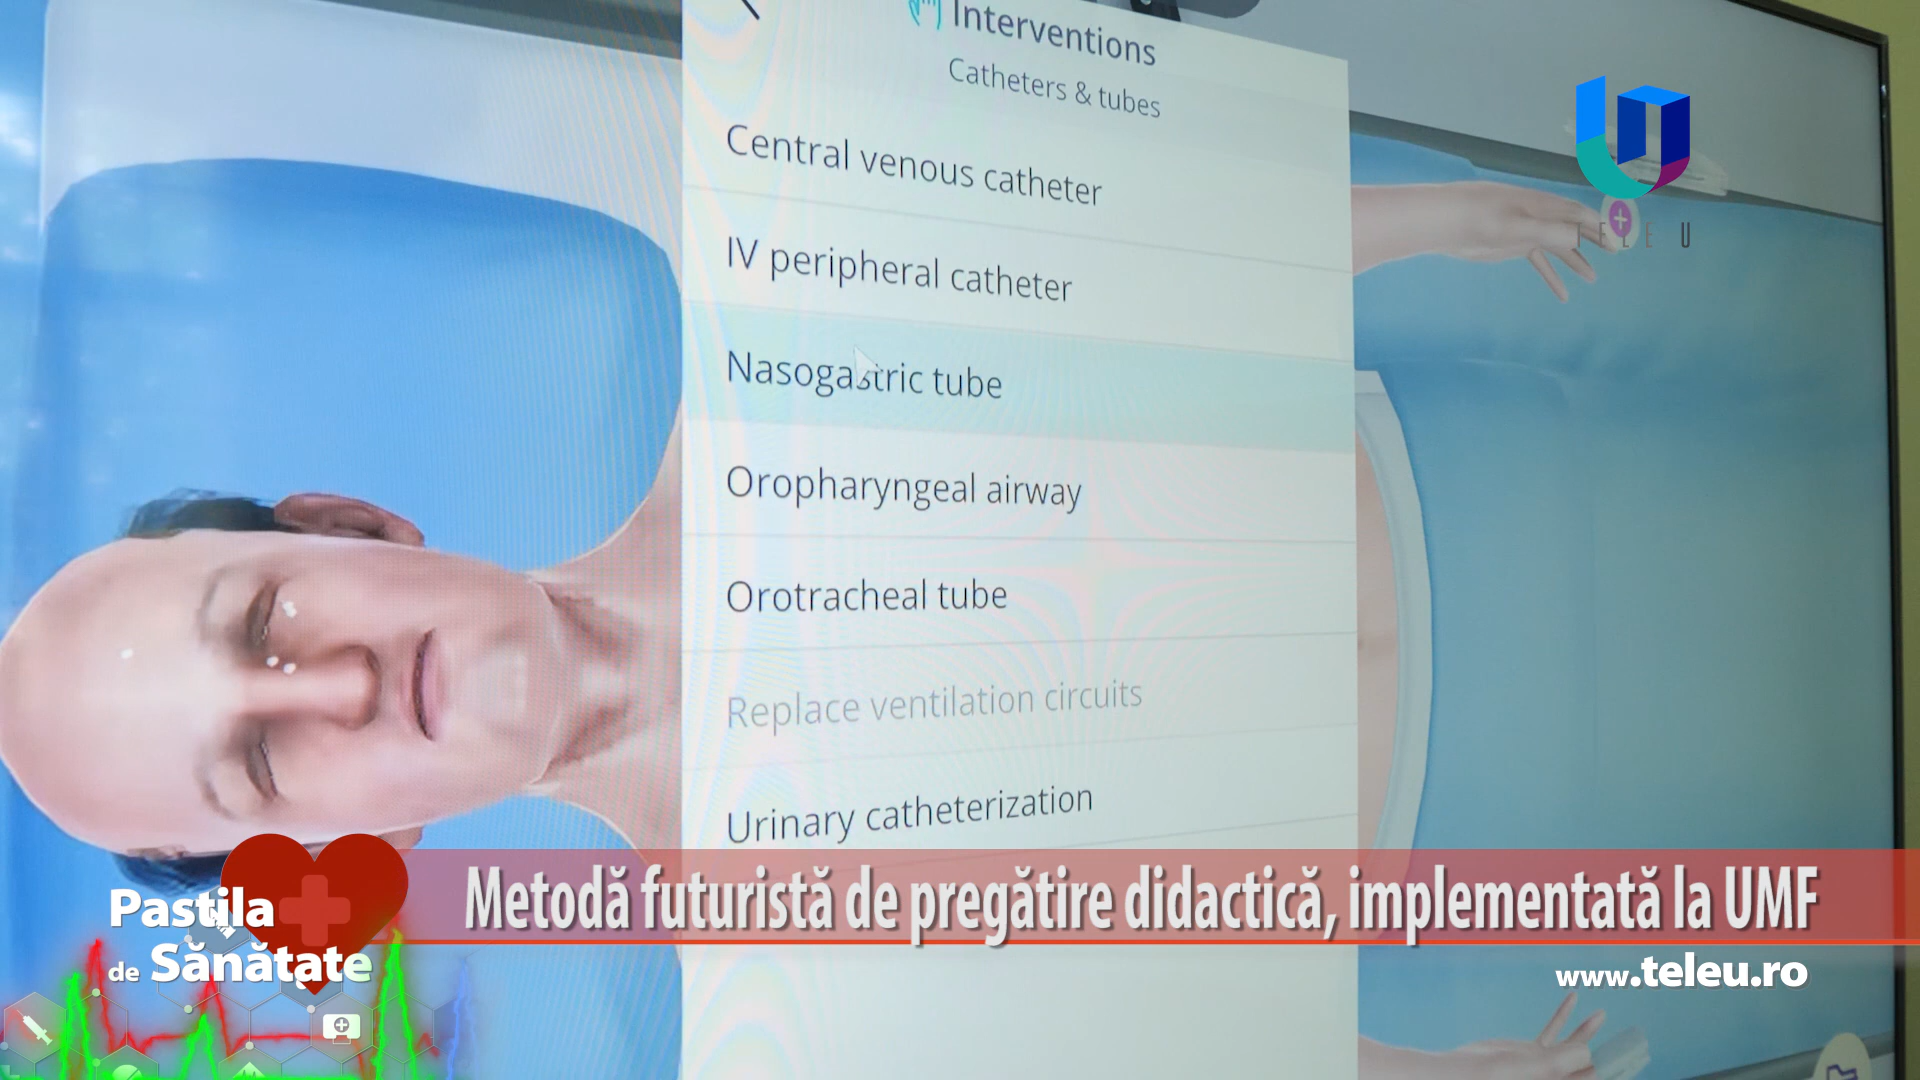 Interventions
Catheters & tubes
Central venous catheter
IV peripheral catheter
Nasogastric tube
Oropharyngeal airway
Orotracheal tube
Replace ventilation circuits
Urinary catheterization
TELE U
Metodă futuristă de pregătire didactică, implementată la UMF
Pastila
de Sănătate
www.teleu.ro